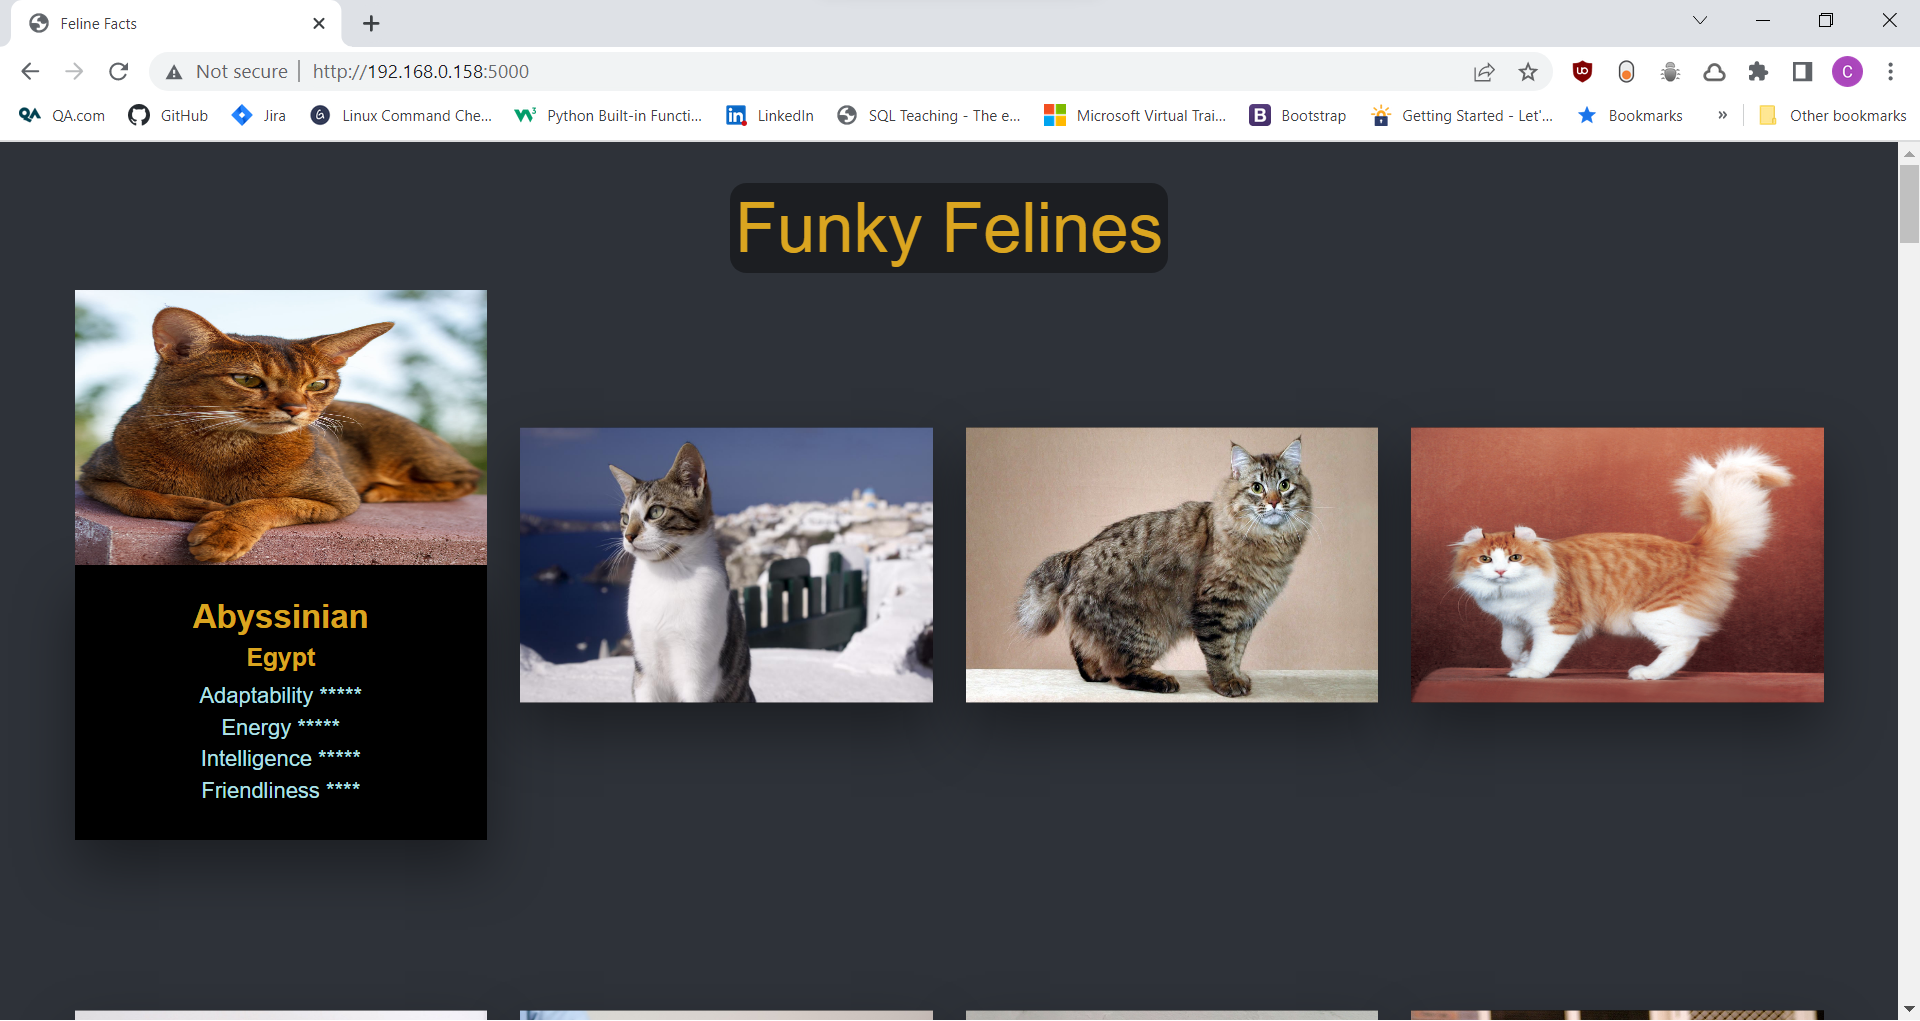 Feline Facts
Not secure | http://192.168.0.158:5000
QA.com GitHub Jira Linux Command Che... Python Built-in Functi... LinkedIn SQL Teaching - The e... Microsoft Virtual Trai... Bootstrap Getting Started - Let'... Bookmarks » Other bookmarks
Funky Felines
Abyssinian
Egypt
Adaptability *****
Energy *****
Intelligence *****
Friendliness ****